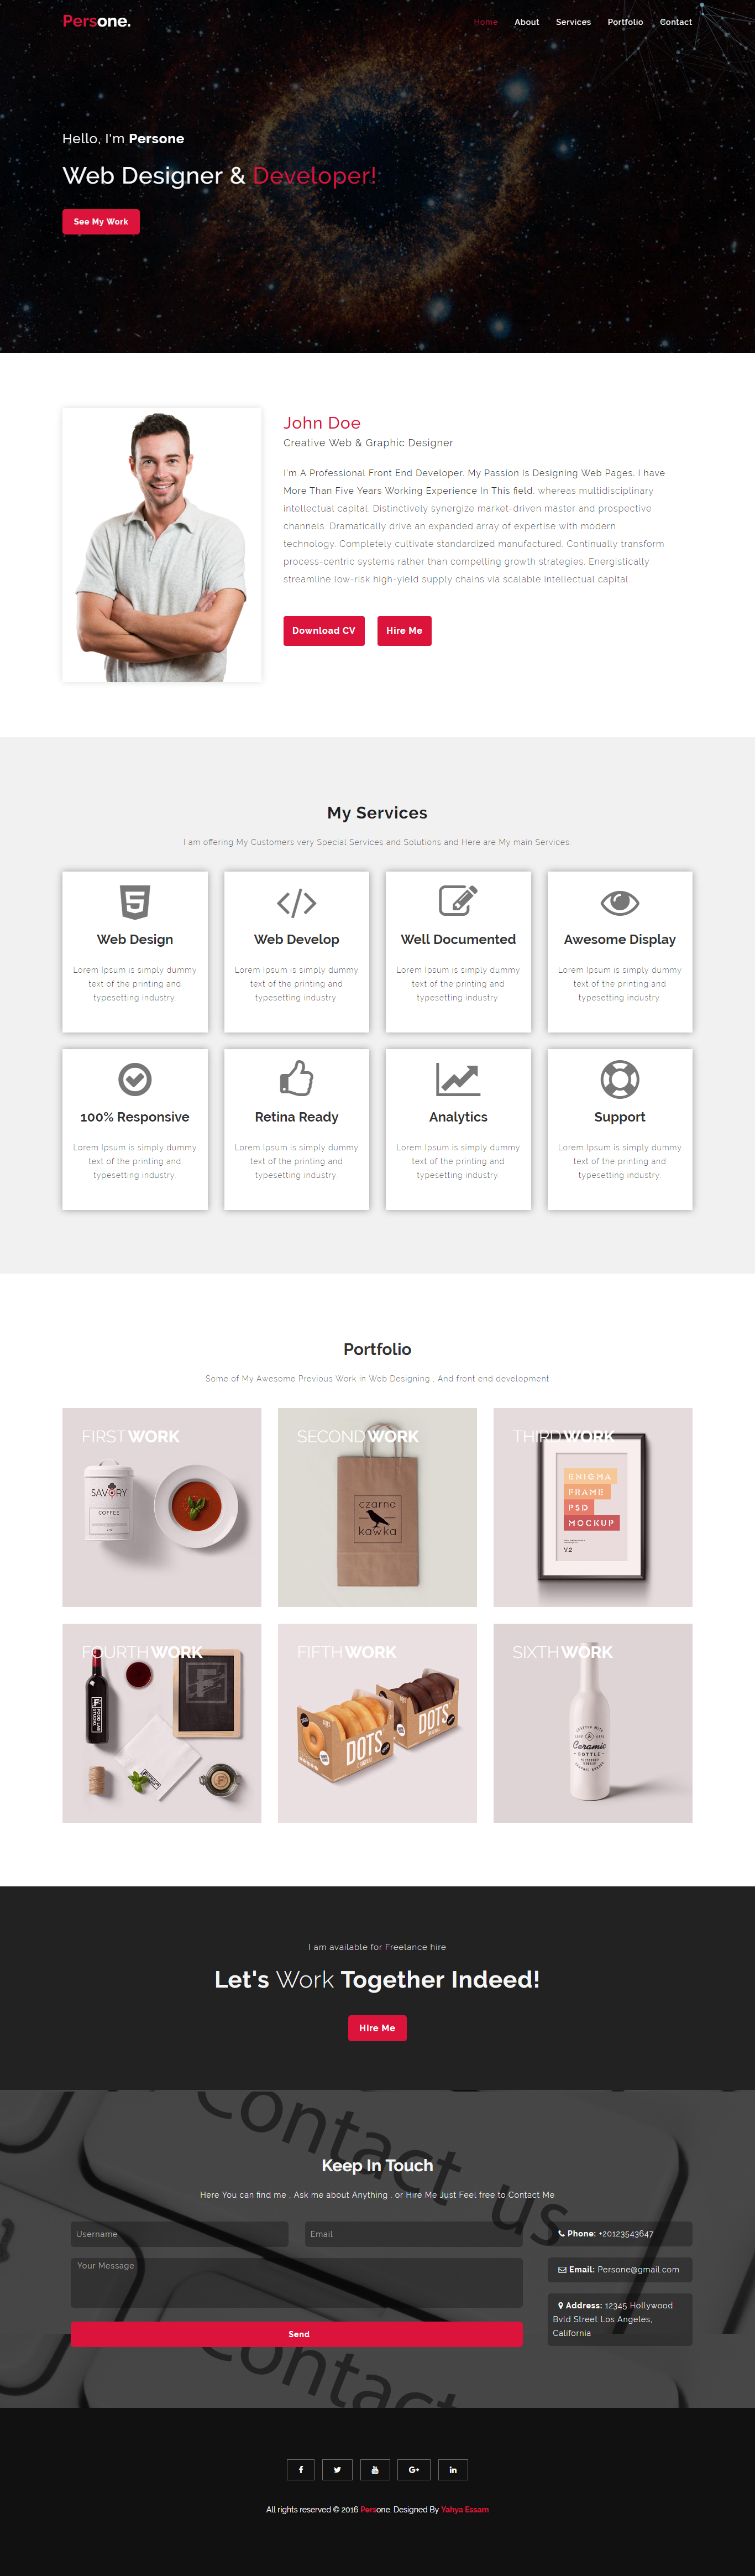 Persone.
Home About Services Portfolio Contact
Hello, I'm Persone
Web Designer & Developer!
See My Work
John Doe
Creative Web & Graphic Designer
I'm A Professional Front End Developer. My Passion Is Designing Web Pages. I have
More Than Five Years Working Experience In This field. whereas multidisciplinary
intellectual capital. Distinctively synergize market-driven master and prospective
channels. Dramatically drive an expanded array of expertise with modern
technology. Completely cultivate standardized manufactured. Continually transform
process-centric systems rather than compelling growth strategies. Energistically
streamline low-risk high-yield supply chains via scalable intellectual capital.
Download CV Hire Me
My Services
I am offering My Customers very Special Services and Solutions and Here are My main Services
Web Design
Lorem Ipsum is simply dummy
text of the printing and
typesetting industry.
Web Develop
Lorem Ipsum is simply dummy
text of the printing and
typesetting industry.
Well Documented
Lorem Ipsum is simply dummy
text of the printing and
typesetting industry.
Awesome Display
Lorem Ipsum is simply dummy
text of the printing and
typesetting industry.
100% Responsive
Lorem Ipsum is simply dummy
text of the printing and
typesetting industry.
Retina Ready
Lorem Ipsum is simply dummy
text of the printing and
typesetting industry.
Analytics
Lorem Ipsum is simply dummy
text of the printing and
typesetting industry.
Support
Lorem Ipsum is simply dummy
text of the printing and
typesetting industry.
Portfolio
Some of My Awesome Previous Work in Web Designing . And front end development
FIRST WORK
SAVORY
COFFEE
SECOND WORK
czarna
kawka
THIRD WORK
ENIGMA
FRAME
PSD
MOCKUP
V.2
FOURTH WORK
F
FIFTH WORK
DOTS
DOTS
SIXTH WORK
Ceramic
BOTTLE
I am available for Freelance hire
Let's Work Together Indeed!
Hire Me
Contact us
Keep In Touch
Here You can find me , Ask me about Anything . or Hire Me Just Feel free to Contact Me
Username
Email
Your Message
Send
Phone: +20123543647
Email: Persone@gmail.com
Address: 12345 Hollywood
Bvld Street Los Angeles,
California
Contact
All rights reserved © 2016 Persone. Designed By Yahya Essam